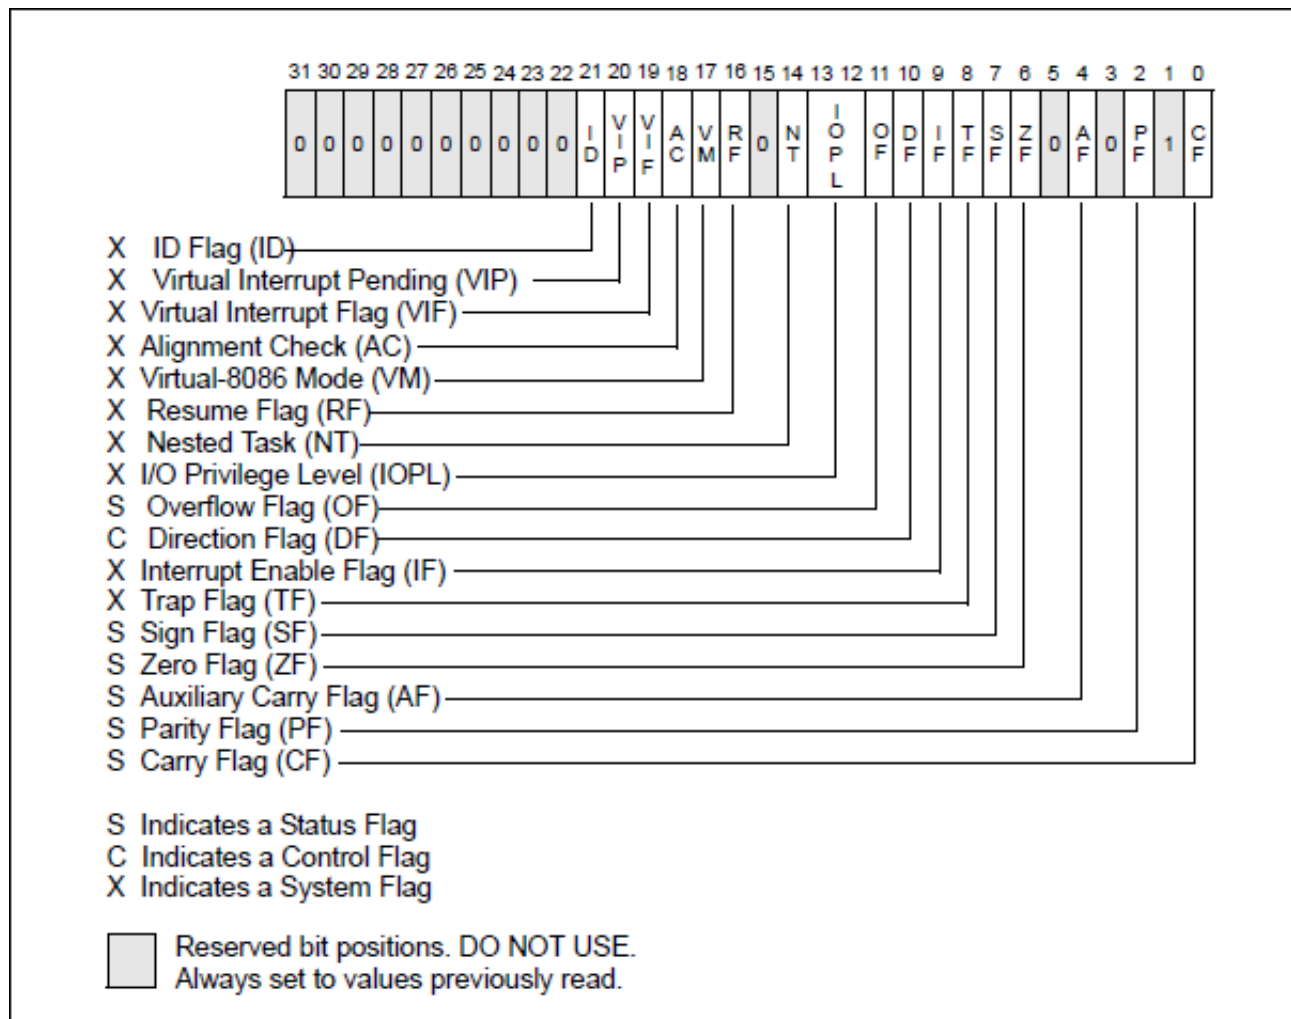 31 30 29 28 27 26 25 24 23 22 21 20 19 18 17 16 15 14 13 12 11 10 9 8 7 6 5 4 3 2 1 0
0 0 0 0 0 0 0 0 0 0 ID VIP VIF AC VM RF 0 NT IOPL OF DF IF TF SF ZF 0 AF 0 PF 1 CF
X ID Flag (ID)
X Virtual Interrupt Pending (VIP)
X Virtual Interrupt Flag (VIF)
X Alignment Check (AC)
X Virtual-8086 Mode (VM)
X Resume Flag (RF)
X Nested Task (NT)
X I/O Privilege Level (IOPL)
S Overflow Flag (OF)
C Direction Flag (DF)
X Interrupt Enable Flag (IF)
X Trap Flag (TF)
S Sign Flag (SF)
S Zero Flag (ZF)
S Auxiliary Carry Flag (AF)
S Parity Flag (PF)
S Carry Flag (CF)
S Indicates a Status Flag
C Indicates a Control Flag
X Indicates a System Flag
Reserved bit positions. DO NOT USE.
Always set to values previously read.